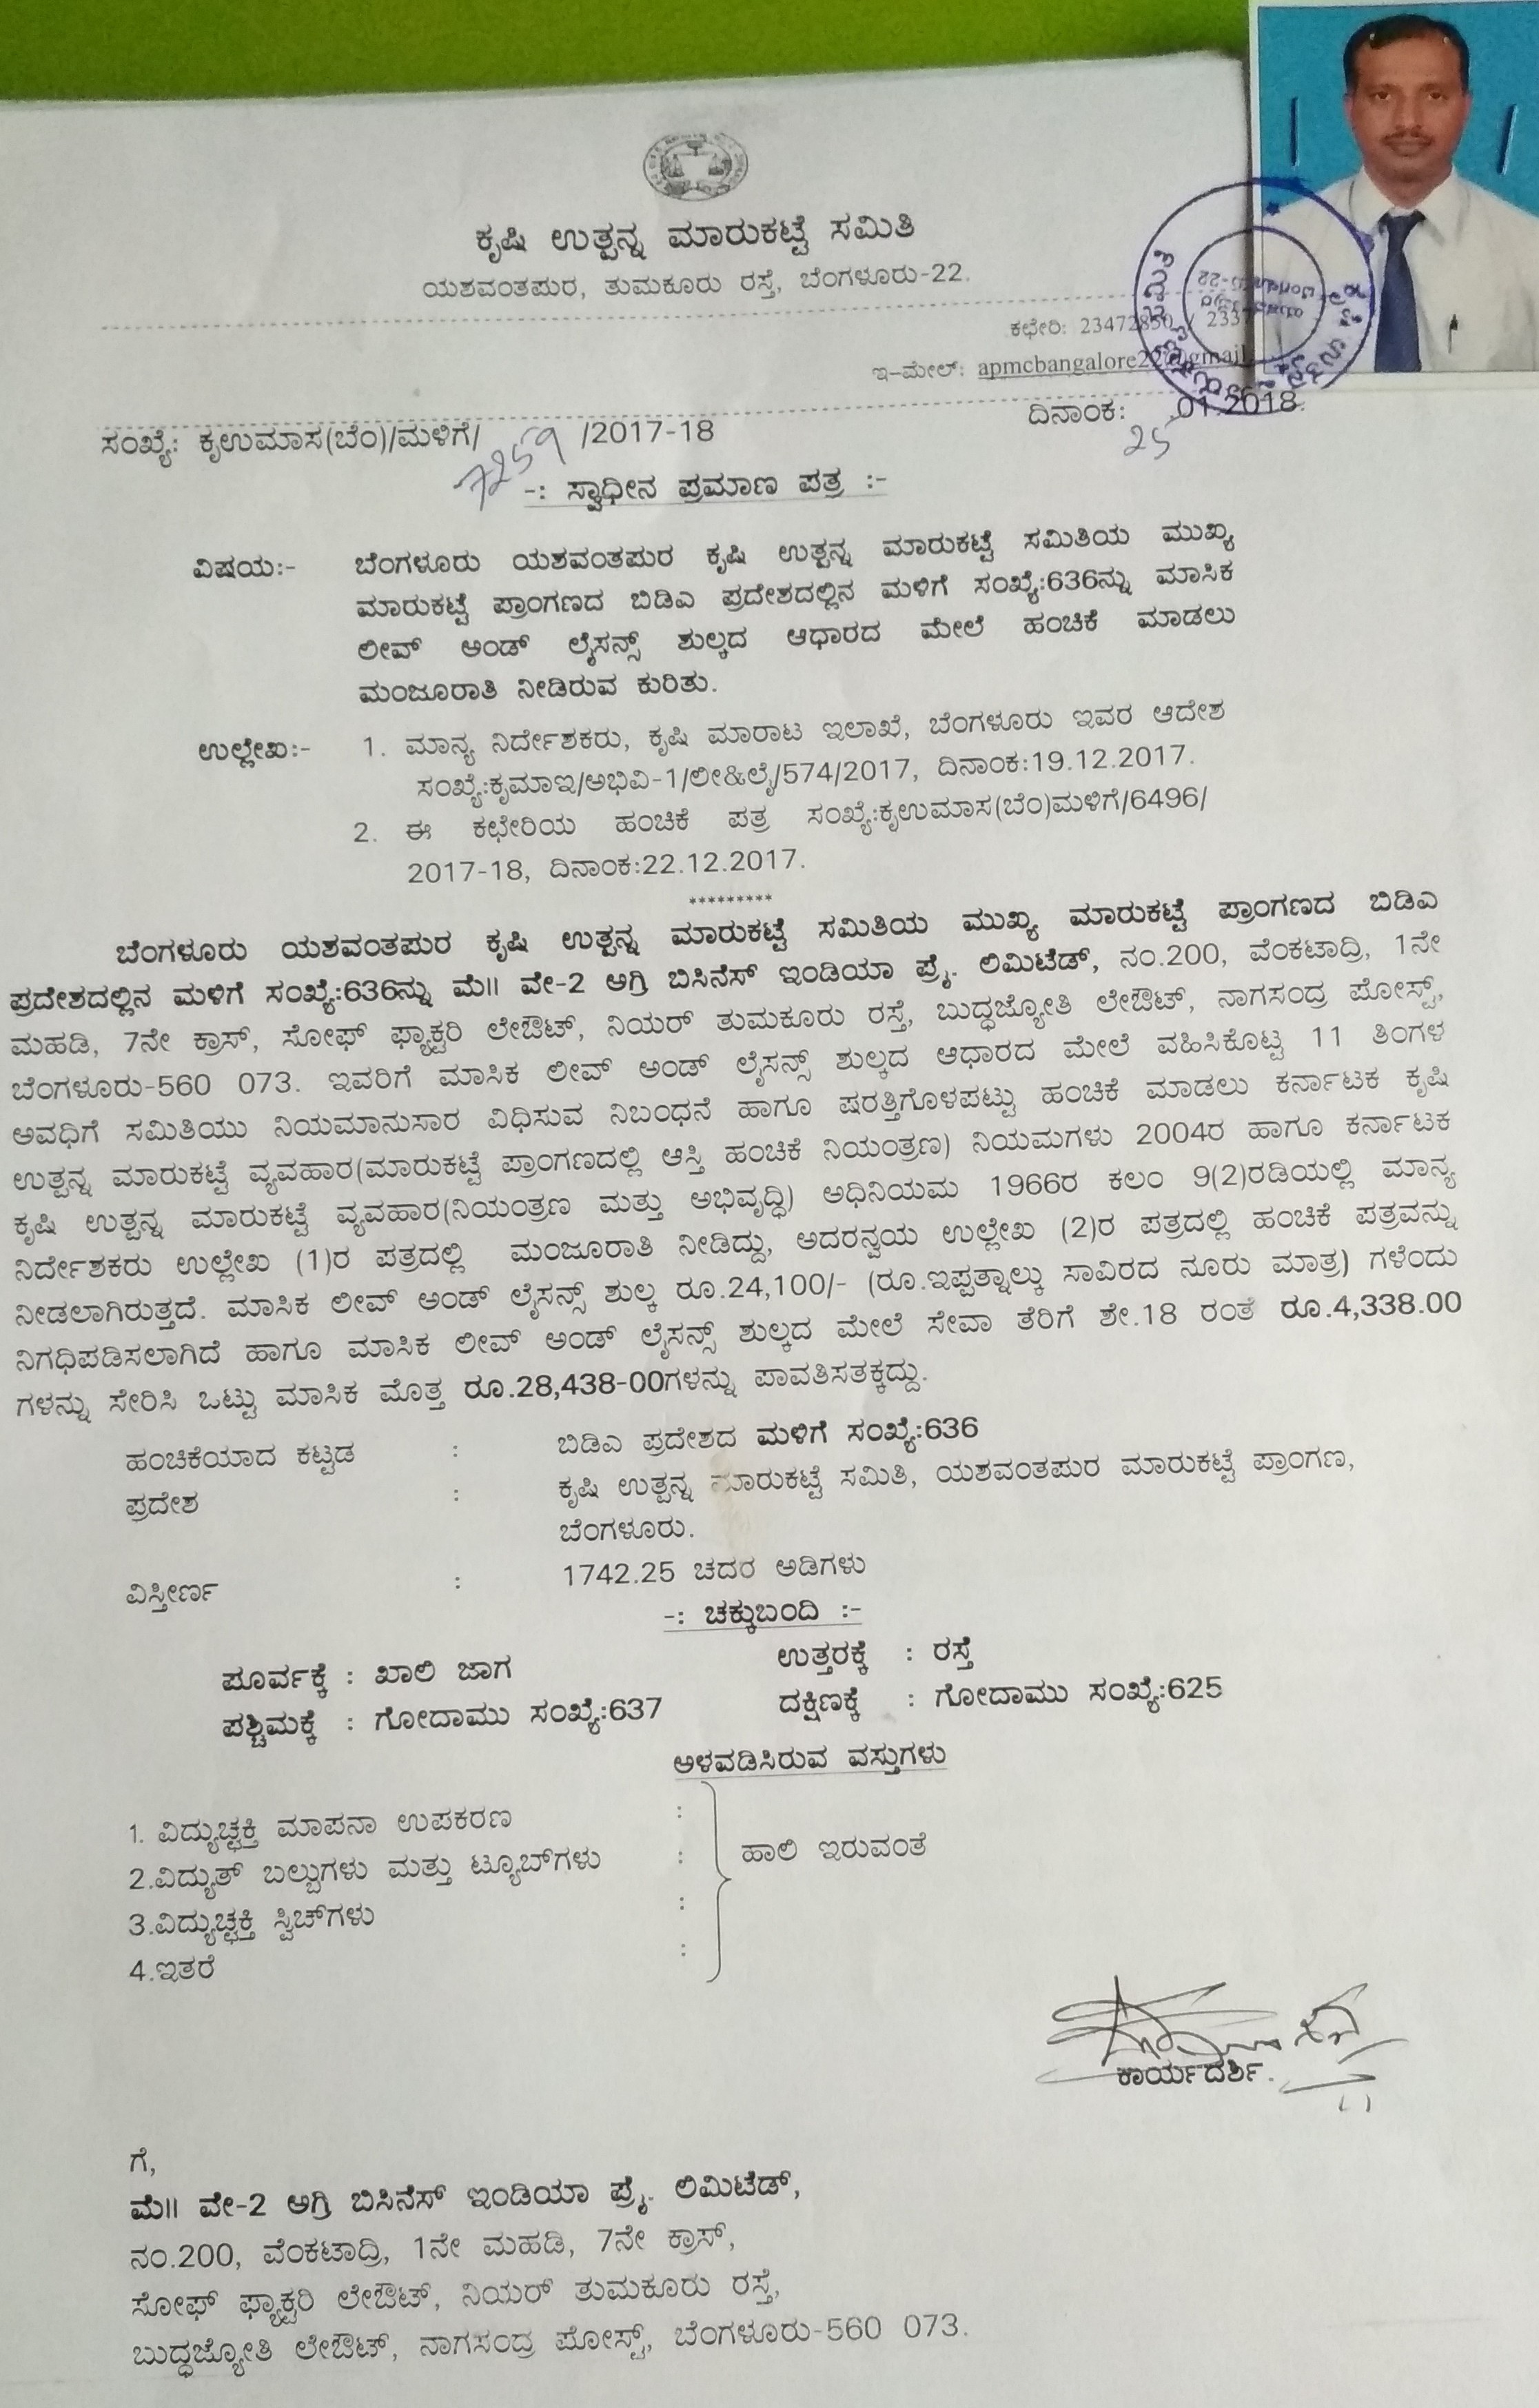 ಕೃಷಿ ಉತ್ಪನ್ನ ಮಾರುಕಟ್ಟೆ ಸಮಿತಿ
ಯಶವಂತಪುರ, ತುಮಕೂರು ರಸ್ತೆ, ಬೆಂಗಳೂರು-22.
ಕಛೇರಿ: 23472850 / 2337
ಇ-ಮೇಲ್: apmcbangalore22@gmail.
ಸಂಖ್ಯೆ: ಕೃಉಮಾಸ(ಬೆಂ)/ಮಳಿಗೆ/ 7259 /2017-18 ದಿನಾಂಕ: 25 .01.2018.
-: ಸ್ವಾಧೀನ ಪ್ರಮಾಣ ಪತ್ರ :-
ವಿಷಯ:- ಬೆಂಗಳೂರು ಯಶವಂತಪುರ ಕೃಷಿ ಉತ್ಪನ್ನ ಮಾರುಕಟ್ಟೆ ಸಮಿತಿಯ ಮುಖ್ಯ
ಮಾರುಕಟ್ಟೆ ಪ್ರಾಂಗಣದ ಬಿಡಿಎ ಪ್ರದೇಶದಲ್ಲಿನ ಮಳಿಗೆ ಸಂಖ್ಯೆ:636ನ್ನು ಮಾಸಿಕ
ಲೀವ್ ಅಂಡ್ ಲೈಸನ್ಸ್ ಶುಲ್ಕದ ಆಧಾರದ ಮೇಲೆ ಹಂಚಿಕೆ ಮಾಡಲು
ಮಂಜೂರಾತಿ ನೀಡಿರುವ ಕುರಿತು.
ಉಲ್ಲೇಖ:- 1. ಮಾನ್ಯ ನಿರ್ದೇಶಕರು, ಕೃಷಿ ಮಾರಾಟ ಇಲಾಖೆ, ಬೆಂಗಳೂರು ಇವರ ಆದೇಶ
ಸಂಖ್ಯೆ:ಕೃಮಾಇ/ಅಭಿವಿ-1/ಲೀ&ಲೈ/574/2017, ದಿನಾಂಕ:19.12.2017.
2. ಈ ಕಛೇರಿಯ ಹಂಚಿಕೆ ಪತ್ರ ಸಂಖ್ಯೆ:ಕೃಉಮಾಸ(ಬೆಂ)ಮಳಿಗೆ/6496/
2017-18, ದಿನಾಂಕ:22.12.2017.
*********
ಬೆಂಗಳೂರು ಯಶವಂತಪುರ ಕೃಷಿ ಉತ್ಪನ್ನ ಮಾರುಕಟ್ಟೆ ಸಮಿತಿಯ ಮುಖ್ಯ ಮಾರುಕಟ್ಟೆ ಪ್ರಾಂಗಣದ ಬಿಡಿಎ
ಪ್ರದೇಶದಲ್ಲಿನ ಮಳಿಗೆ ಸಂಖ್ಯೆ:636ನ್ನು ಮೆ॥ ವೇ-2 ಅಗ್ರಿ ಬಿಸಿನೆಸ್ ಇಂಡಿಯಾ ಪ್ರೈ. ಲಿಮಿಟೆಡ್, ನಂ.200, ವೆಂಕಟಾದ್ರಿ, 1ನೇ
ಮಹಡಿ, 7ನೇ ಕ್ರಾಸ್, ಸೋಫ್ ಫ್ಯಾಕ್ಟರಿ ಲೇಔಟ್, ನಿಯರ್ ತುಮಕೂರು ರಸ್ತೆ, ಬುದ್ಧಜ್ಯೋತಿ ಲೇಔಟ್, ನಾಗಸಂದ್ರ ಪೋಸ್ಟ್,
ಬೆಂಗಳೂರು-560 073. ಇವರಿಗೆ ಮಾಸಿಕ ಲೀವ್ ಅಂಡ್ ಲೈಸನ್ಸ್ ಶುಲ್ಕದ ಆಧಾರದ ಮೇಲೆ ವಹಿಸಿಕೊಟ್ಟ 11 ತಿಂಗಳ
ಅವಧಿಗೆ ಸಮಿತಿಯು ನಿಯಮಾನುಸಾರ ವಿಧಿಸುವ ನಿಬಂಧನೆ ಹಾಗೂ ಷರತ್ತಿಗೊಳಪಟ್ಟು ಹಂಚಿಕೆ ಮಾಡಲು ಕರ್ನಾಟಕ ಕೃಷಿ
ಉತ್ಪನ್ನ ಮಾರುಕಟ್ಟೆ ವ್ಯವಹಾರ(ಮಾರುಕಟ್ಟೆ ಪ್ರಾಂಗಣದಲ್ಲಿ ಆಸ್ತಿ ಹಂಚಿಕೆ ನಿಯಂತ್ರಣ) ನಿಯಮಗಳು 2004ರ ಹಾಗೂ ಕರ್ನಾಟಕ
ಕೃಷಿ ಉತ್ಪನ್ನ ಮಾರುಕಟ್ಟೆ ವ್ಯವಹಾರ(ನಿಯಂತ್ರಣ ಮತ್ತು ಅಭಿವೃದ್ಧಿ) ಅಧಿನಿಯಮ 1966ರ ಕಲಂ 9(2)ರಡಿಯಲ್ಲಿ ಮಾನ್ಯ
ನಿರ್ದೇಶಕರು ಉಲ್ಲೇಖ (1)ರ ಪತ್ರದಲ್ಲಿ ಮಂಜೂರಾತಿ ನೀಡಿದ್ದು, ಅದರನ್ವಯ ಉಲ್ಲೇಖ (2)ರ ಪತ್ರದಲ್ಲಿ ಹಂಚಿಕೆ ಪತ್ರವನ್ನು
ನೀಡಲಾಗಿರುತ್ತದೆ. ಮಾಸಿಕ ಲೀವ್ ಅಂಡ್ ಲೈಸನ್ಸ್ ಶುಲ್ಕ ರೂ.24,100/- (ರೂ.ಇಪ್ಪತ್ನಾಲ್ಕು ಸಾವಿರದ ನೂರು ಮಾತ್ರ) ಗಳೆಂದು
ನಿಗಧಿಪಡಿಸಲಾಗಿದೆ ಹಾಗೂ ಮಾಸಿಕ ಲೀವ್ ಅಂಡ್ ಲೈಸನ್ಸ್ ಶುಲ್ಕದ ಮೇಲೆ ಸೇವಾ ತೆರಿಗೆ ಶೇ.18 ರಂತೆ ರೂ.4,338.00
ಗಳನ್ನು ಸೇರಿಸಿ ಒಟ್ಟು ಮಾಸಿಕ ಮೊತ್ತ ರೂ.28,438-00ಗಳನ್ನು ಪಾವತಿಸತಕ್ಕದ್ದು.
ಹಂಚಿಕೆಯಾದ ಕಟ್ಟಡ : ಬಿಡಿಎ ಪ್ರದೇಶದ ಮಳಿಗೆ ಸಂಖ್ಯೆ:636
ಪ್ರದೇಶ : ಕೃಷಿ ಉತ್ಪನ್ನ ಮಾರುಕಟ್ಟೆ ಸಮಿತಿ, ಯಶವಂತಪುರ ಮಾರುಕಟ್ಟೆ ಪ್ರಾಂಗಣ,
ಬೆಂಗಳೂರು.
ವಿಸ್ತೀರ್ಣ : 1742.25 ಚದರ ಅಡಿಗಳು
-: ಚಕ್ಕುಬಂದಿ :-
ಪೂರ್ವಕ್ಕೆ : ಖಾಲಿ ಜಾಗ ಉತ್ತರಕ್ಕೆ : ರಸ್ತೆ
ಪಶ್ಚಿಮಕ್ಕೆ : ಗೋದಾಮು ಸಂಖ್ಯೆ:637 ದಕ್ಷಿಣಕ್ಕೆ : ಗೋದಾಮು ಸಂಖ್ಯೆ:625
ಅಳವಡಿಸಿರುವ ವಸ್ತುಗಳು
1. ವಿದ್ಯುಚ್ಛಕ್ತಿ ಮಾಪನಾ ಉಪಕರಣ :
2.ವಿದ್ಯುತ್ ಬಲ್ಬುಗಳು ಮತ್ತು ಟ್ಯೂಬ್‌ಗಳು : ಹಾಲಿ ಇರುವಂತೆ
3.ವಿದ್ಯುಚ್ಛಕ್ತಿ ಸ್ವಿಚ್‌ಗಳು :
4.ಇತರೆ :
ಕಾರ್ಯದರ್ಶಿ.
ಗೆ,
ಮೆ॥ ವೇ-2 ಅಗ್ರಿ ಬಿಸಿನೆಸ್ ಇಂಡಿಯಾ ಪ್ರೈ. ಲಿಮಿಟೆಡ್,
ನಂ.200, ವೆಂಕಟಾದ್ರಿ, 1ನೇ ಮಹಡಿ, 7ನೇ ಕ್ರಾಸ್,
ಸೋಫ್ ಫ್ಯಾಕ್ಟರಿ ಲೇಔಟ್, ನಿಯರ್ ತುಮಕೂರು ರಸ್ತೆ,
ಬುದ್ಧಜ್ಯೋತಿ ಲೇಔಟ್, ನಾಗಸಂದ್ರ ಪೋಸ್ಟ್, ಬೆಂಗಳೂರು-560 073.